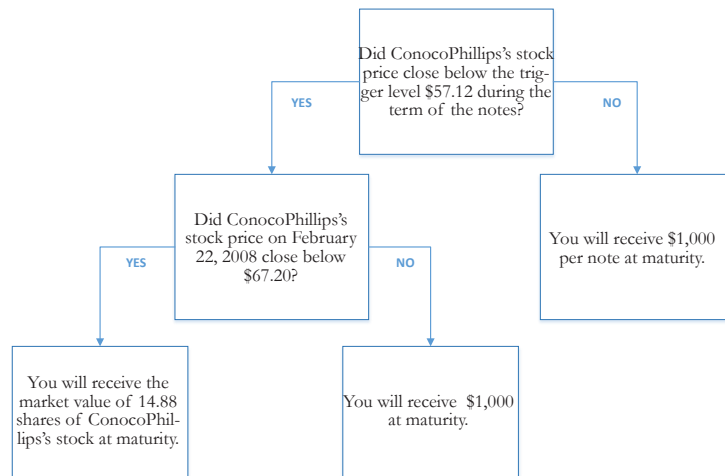 Did ConocoPhillips's stock
price close below the trig-
ger level $57.12 during the
term of the notes?
YES
NO
Did ConocoPhillips's
stock price on February
22, 2008 close below
$67.20?
You will receive $1,000
per note at maturity.
YES
NO
You will receive the
market value of 14.88
shares of ConocoPhil-
lips's stock at maturity.
You will receive  $1,000
at maturity.